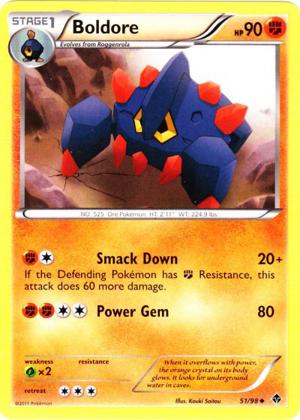 STAGE1
Boldore
HP 90
Evolves from Roggenrola
NO. 525 Ore Pokémon HT: 2'11" WT: 224.9 lbs.
Smack Down 20+
If the Defending Pokémon has Resistance, this
attack does 60 more damage.
Power Gem 80
weakness
×2
resistance
retreat
When it overflows with power,
the orange crystal on its body
glows. It looks for underground
water in caves.
©2011 Pokémon
Illus. Kouki Saitou
51/98